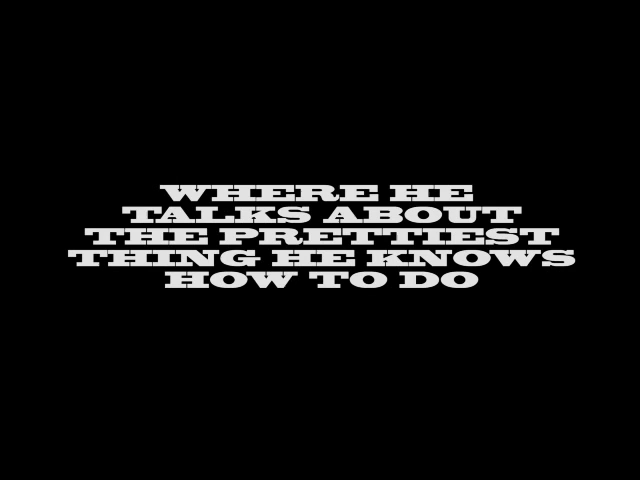 WHERE HE
TALKS ABOUT
THE PRETTIEST
THING HE KNOWS
HOW TO DO